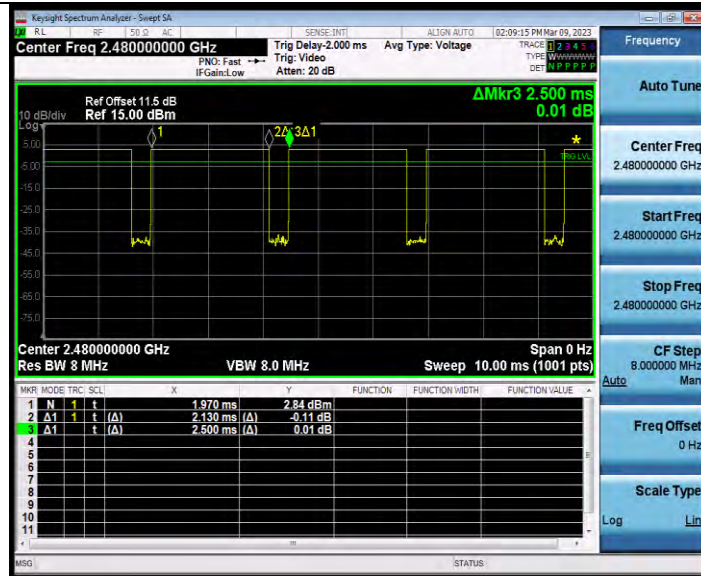 Keysight Spectrum Analyzer - Swept SA
LXI RL RF 50 Ω AC SENSE:INT ALIGN AUTO 02:09:15 PM Mar 09, 2023
Center Freq 2.480000000 GHz
PNO: Fast
IFGain:Low
Trig Delay-2.000 ms
Trig: Video
Atten: 20 dB
Avg Type: Voltage
TRACE 1 2 3 4 5 6
TYPE WWWWWW
DET N P P P P P
ΔMkr3 2.500 ms
0.01 dB
Ref Offset 11.5 dB
10 dB/div Ref 15.00 dBm
Log
1 2Δ 3Δ1 *
5.00
TRIG LVL
-5.00
-15.0
-25.0
-35.0
-45.0
-55.0
-65.0
-75.0
Center 2.480000000 GHz Span 0 Hz
Res BW 8 MHz VBW 8.0 MHz Sweep 10.00 ms (1001 pts)
MKR MODE TRC SCL X Y FUNCTION FUNCTION WIDTH FUNCTION VALUE
1 N 1 t 1.970 ms 2.84 dBm
2 Δ1 1 t (Δ) 2.130 ms (Δ) -0.11 dB
3 Δ1 t (Δ) 2.500 ms (Δ) 0.01 dB
4
5
6
7
8
9
10
11
MSG STATUS
Frequency
Auto Tune
Center Freq
2.480000000 GHz
Start Freq
2.480000000 GHz
Stop Freq
2.480000000 GHz
CF Step
8.000000 MHz
Auto Man
Freq Offset
0 Hz
Scale Type
Log Lin